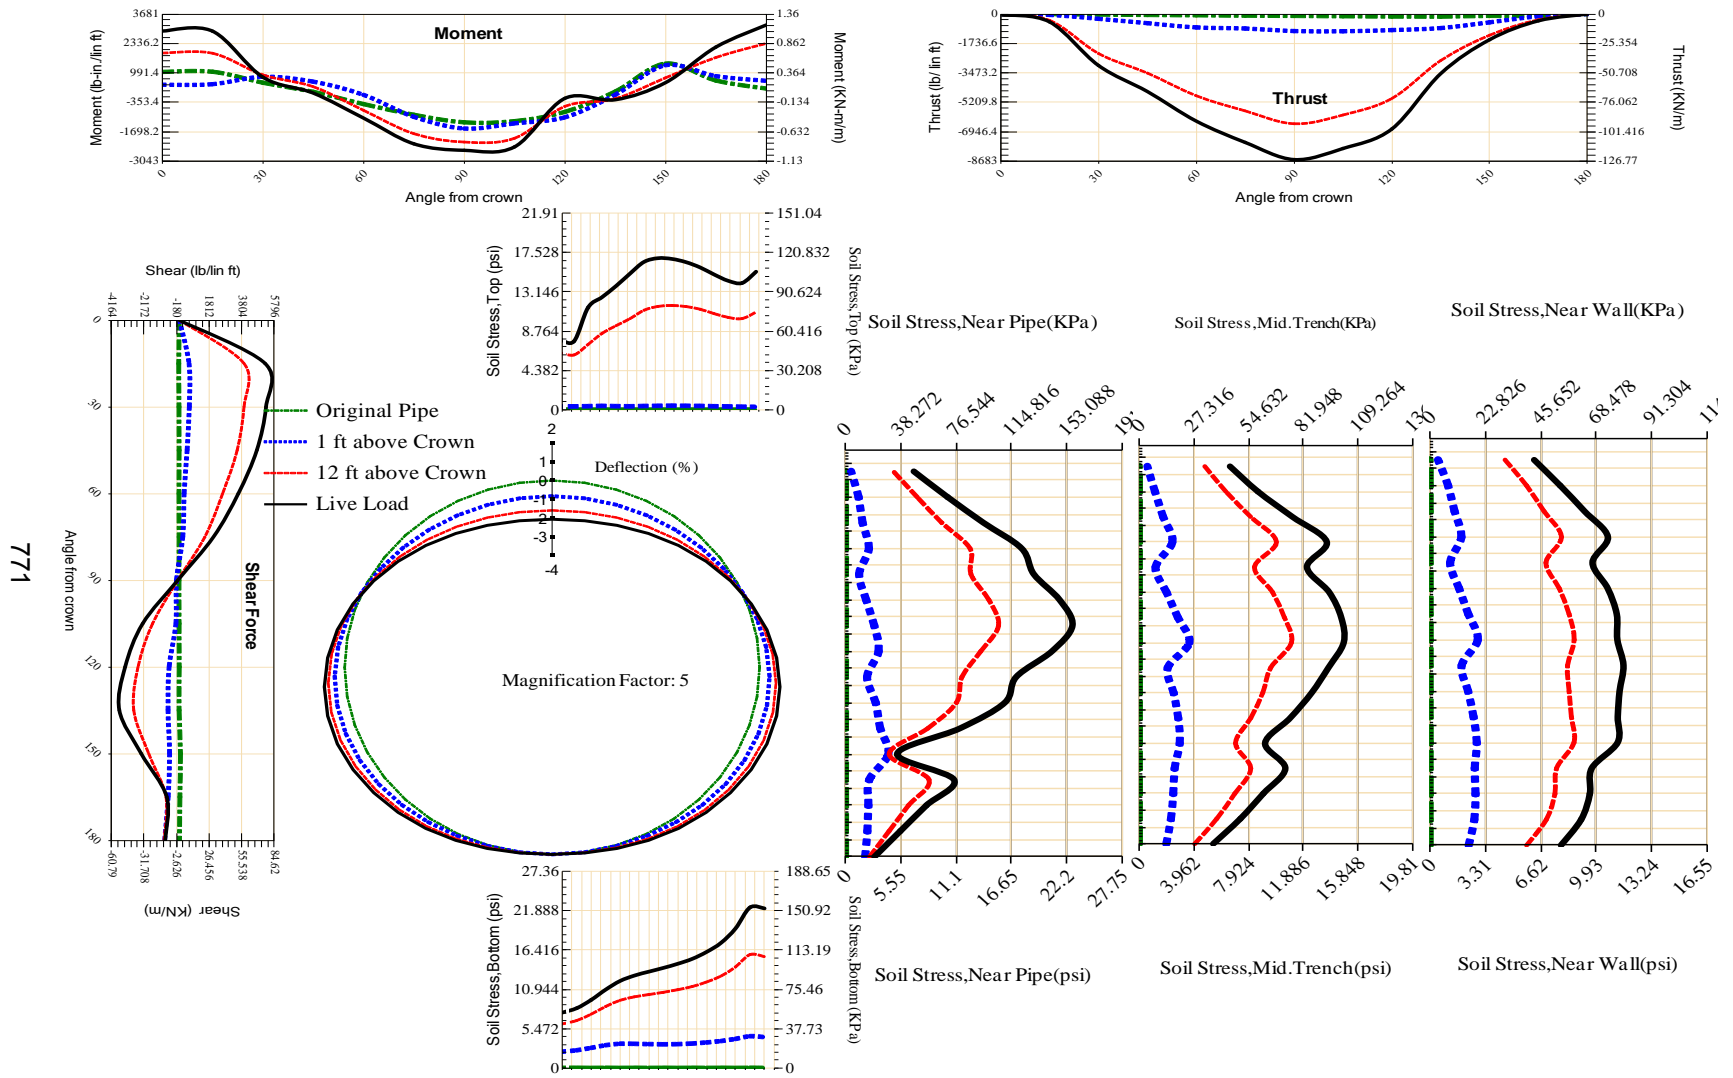 3681
2336.2
991.4
-353.4
-1698.2
-3043
Moment (lb-in /lin ft)
Moment
1.36
0.862
0.364
-0.134
-0.632
-1.13
Moment (KN-m/m)
0 30 60 90 120 150 180
Angle from crown
0
-1736.6
-3473.2
-5209.8
-6946.4
-8683
Thrust (lb/ lin ft)
Thrust
0
-25.354
-50.708
-76.062
-101.416
-126.77
Thrust (KN/m)
0 30 60 90 120 150 180
Angle from crown
21.91
17.528
13.146
8.764
4.382
0
Soil Stress,Top (psi)
151.04
120.832
90.624
60.416
30.208
0
Soil Stress,Top (KPa)
Shear (lb/lin ft)
-4164 -2172 -180 1812 3804 5796
0
30
60
90
120
150
180
Angle from crown
Shear Force
-60.79 -31.708 -2.626 26.456 55.538 84.62
Shear (KN/m)
771
Original Pipe
1 ft above Crown
12 ft above Crown
Live Load
2
1
0
-1
-2
-3
-4
Deflection (%)
Magnification Factor: 5
27.36
21.888
16.416
10.944
5.472
0
Soil Stress,Bottom (psi)
188.65
150.92
113.19
75.46
37.73
0
Soil Stress,Bottom (KPa)
Soil Stress,Near Pipe(KPa)
0 38.272 76.544 114.816 153.088
0 5.55 11.1 16.65 22.2 27.75
Soil Stress,Near Pipe(psi)
Soil Stress,Mid.Trench(KPa)
0 27.316 54.632 81.948 109.264
0 3.962 7.924 11.886 15.848 19.81
Soil Stress,Mid.Trench(psi)
Soil Stress,Near Wall(KPa)
0 22.826 45.652 68.478 91.304
0 3.31 6.62 9.93 13.24 16.55
Soil Stress,Near Wall(psi)